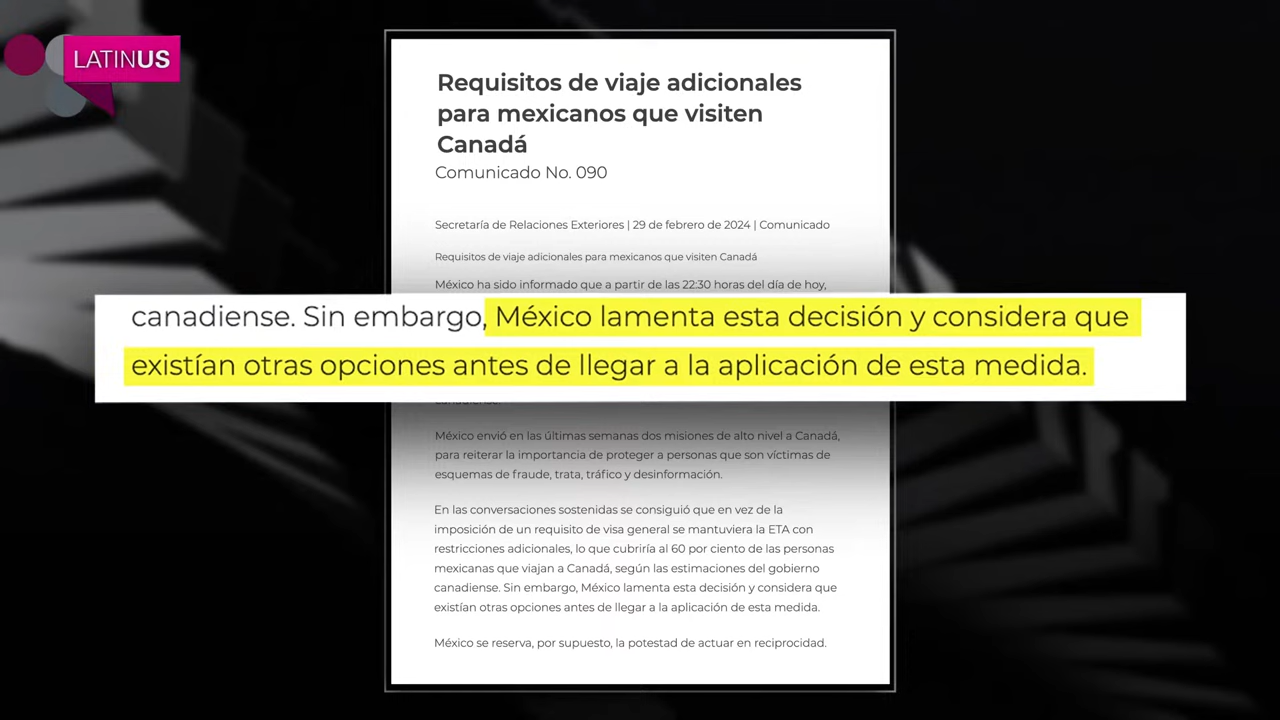 LATINUS
Requisitos de viaje adicionales
para mexicanos que visiten
Canadá
Comunicado No. 090
Secretaría de Relaciones Exteriores | 29 de febrero de 2024 | Comunicado
Requisitos de viaje adicionales para mexicanos que visiten Canadá
México ha sido informado que a partir de las 22:30 horas del día de hoy,
canadiense. Sin embargo, México lamenta esta decisión y considera que
existían otras opciones antes de llegar a la aplicación de esta medida.
México envió en las últimas semanas dos misiones de alto nivel a Canadá,
para reiterar la importancia de proteger a personas que son víctimas de
esquemas de fraude, trata, tráfico y desinformación.
En las conversaciones sostenidas se consiguió que en vez de la
imposición de un requisito de visa general se mantuviera la ETA con
restricciones adicionales, lo que cubriría al 60 por ciento de las personas
mexicanas que viajan a Canadá, según las estimaciones del gobierno
canadiense. Sin embargo, México lamenta esta decisión y considera que
existían otras opciones antes de llegar a la aplicación de esta medida.
México se reserva, por supuesto, la potestad de actuar en reciprocidad.